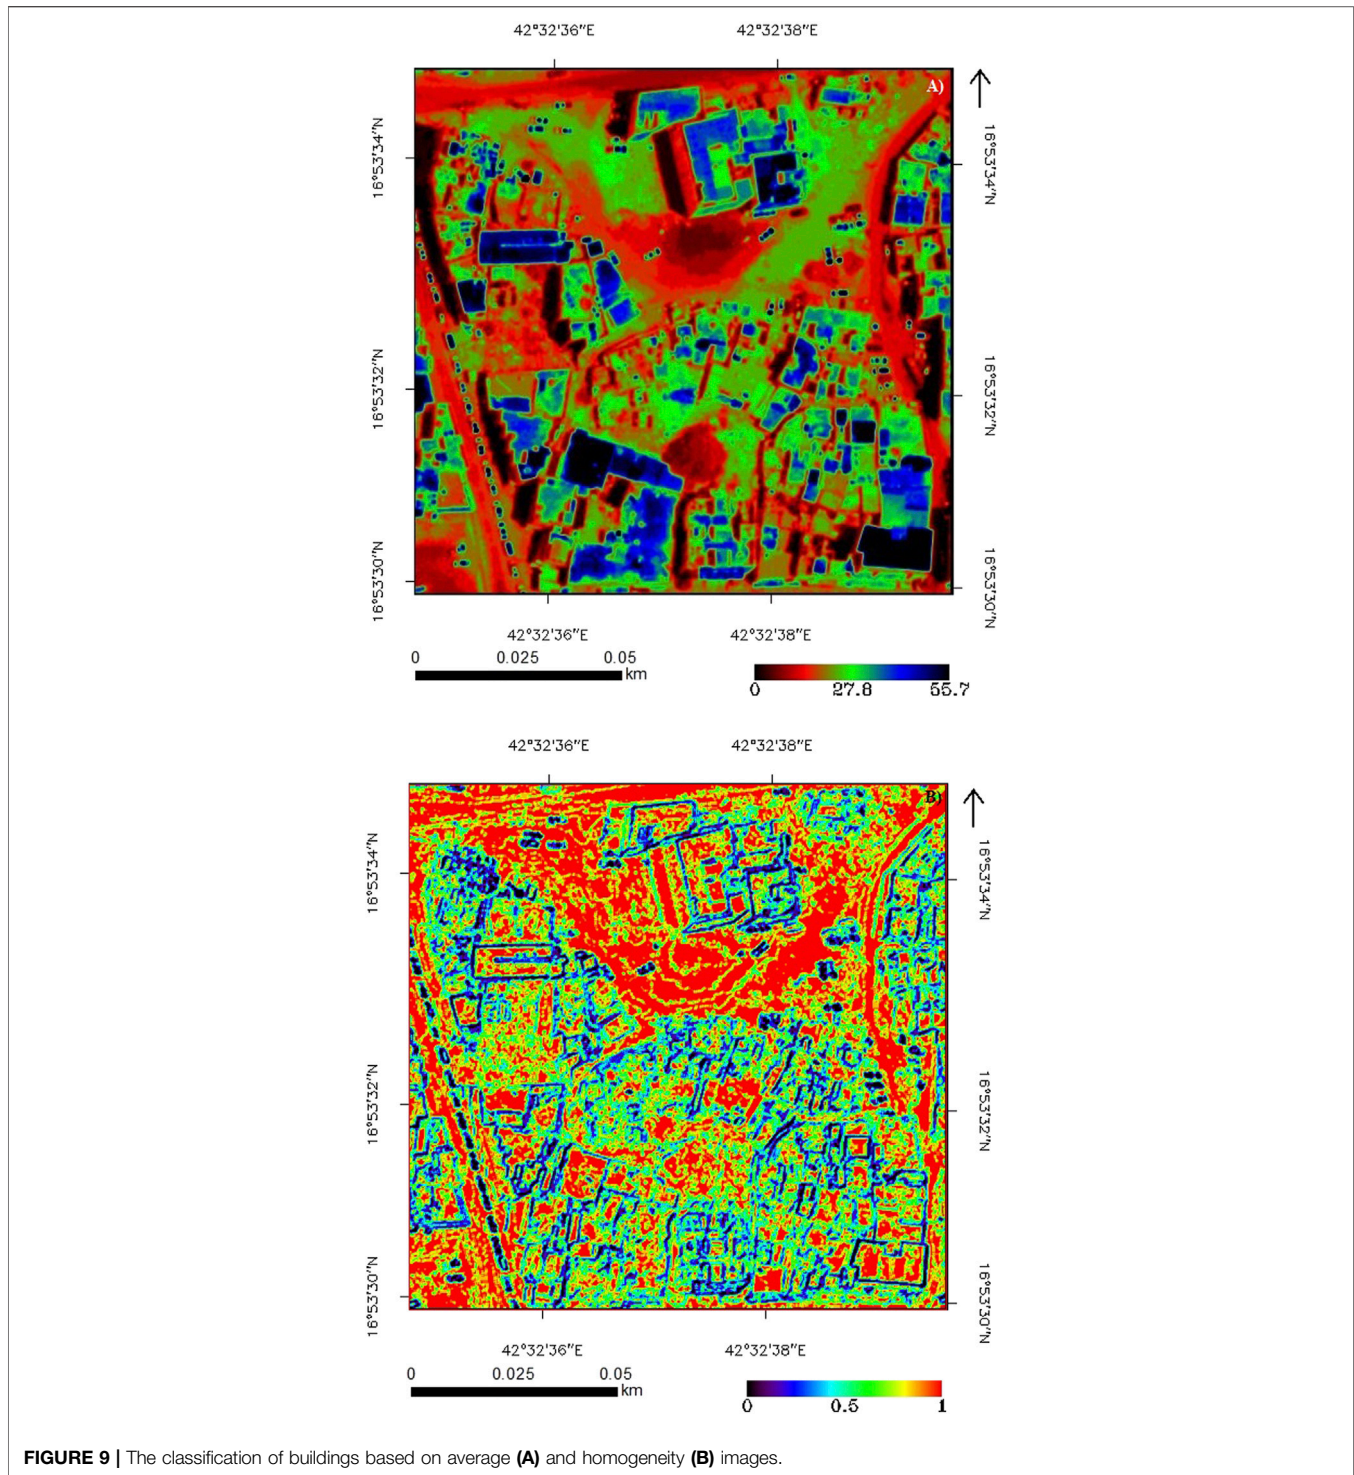 42°32'36"E 42°32'38"E
A)
16°53'34"N 16°53'34"N
16°53'32"N 16°53'32"N
16°53'30"N 16°53'30"N
42°32'36"E 42°32'38"E
0 0.025 0.05
km
0 27.8 55.7
42°32'36"E 42°32'38"E
B)
16°53'34"N 16°53'34"N
16°53'32"N 16°53'32"N
16°53'30"N 16°53'30"N
42°32'36"E 42°32'38"E
0 0.025 0.05
km
0 0.5 1
FIGURE 9 | The classification of buildings based on average (A) and homogeneity (B) images.